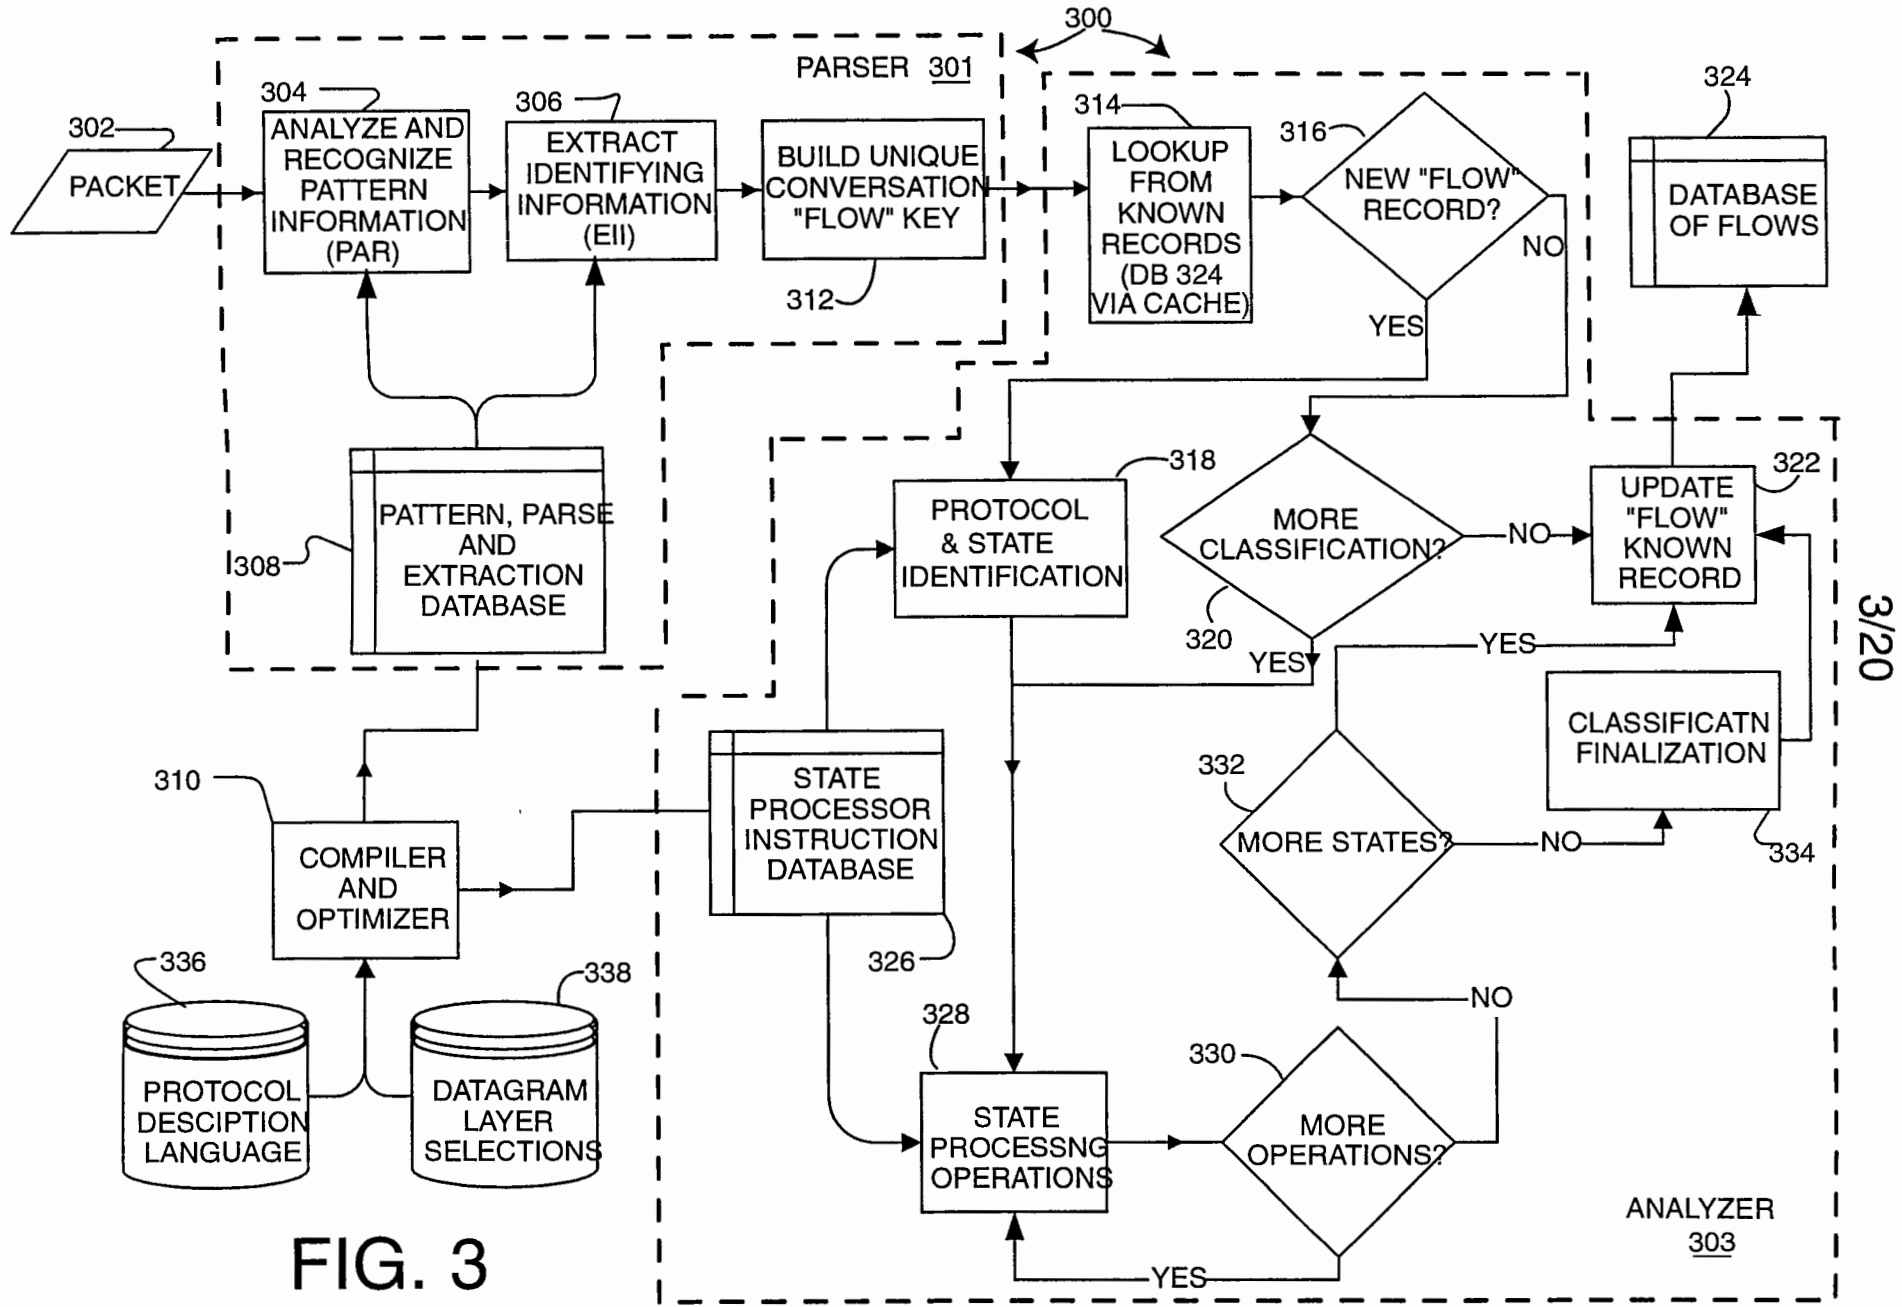 300
PARSER 301
302
PACKET
304
ANALYZE AND
RECOGNIZE
PATTERN
INFORMATION
(PAR)
306
EXTRACT
IDENTIFYING
INFORMATION
(EII)
BUILD UNIQUE
CONVERSATION
"FLOW" KEY
312
314
LOOKUP
FROM
KNOWN
RECORDS
(DB 324
VIA CACHE)
316
NEW "FLOW"
RECORD?
NO
YES
324
DATABASE
OF FLOWS
308
PATTERN, PARSE
AND
EXTRACTION
DATABASE
318
PROTOCOL
& STATE
IDENTIFICATION
MORE
CLASSIFICATION?
320
NO
YES
322
UPDATE
"FLOW"
KNOWN
RECORD
YES
3/20
CLASSIFICATN
FINALIZATION
334
332
MORE STATES?
NO
310
COMPILER
AND
OPTIMIZER
STATE
PROCESSOR
INSTRUCTION
DATABASE
326
336
PROTOCOL
DESCIPTION
LANGUAGE
338
DATAGRAM
LAYER
SELECTIONS
328
STATE
PROCESSNG
OPERATIONS
330
MORE
OPERATIONS?
NO
YES
ANALYZER
303
FIG. 3